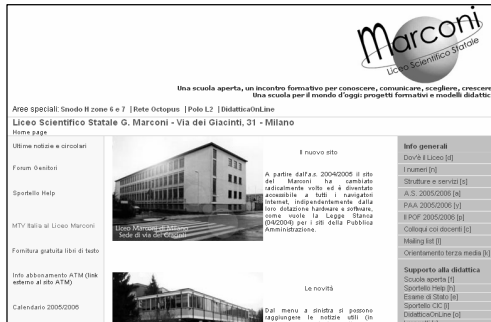 Marconi
Liceo Scientifico Statale
Una scuola aperta, un incontro formativo per conoscere, comunicare, scegliere, crescere
Una scuola per il mondo d'oggi: progetti formativi e modelli didattic
Aree speciali: Snodo N zone 6 e 7 | Rete Octopus | Polo L2 | DidatticaOnLine
Liceo Scientifico Statale G. Marconi - Via dei Giacinti, 31 - Milano
Home page
Ultime notizie e circolari
Forum Genitori
Sportello Help
MTV Italia al Liceo Marconi
Fornitura gratuita libri di testo
Info abbonamento ATM (link
esterno al sito ATM)
Calendario 2005/2006
Liceo Marconi di Milano
Sede di via dei Giacinti
Il nuovo sito
A partire dall'a.s. 2004/2005 il sito
del Marconi ha cambiato
radicalmente volto ed è diventato
accessibile a tutti i navigatori
Internet, indipendentemente dalla
loro dotazione hardware e software,
come vuole la Legge Stanca
(04/2004) per i siti della Pubblica
Amministrazione.
Le novità
Dal menu a sinistra si possono
raggiungere le notizie utili (in
Info generali
Dov'è il Liceo [d]
I numeri [n]
Strutture e servizi [s]
A.S. 2005/2006 [a]
PAA 2005/2006 [y]
Il POF 2005/2006 [p]
Colloqui coi docenti [c]
Mailing list [l]
Orientamento terza media [k]
Supporto alla didattica
Scuola aperta [t]
Sportello Help [h]
Esame di Stato [e]
Sportello CIC [i]
DidatticaOnLine [o]